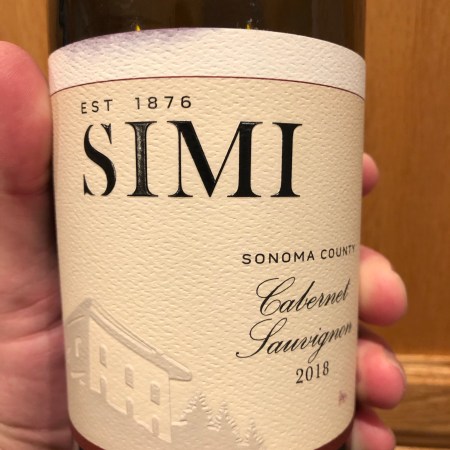 EST 1876
SIMI
SONOMA COUNTY
Cabernet
Sauvignon
2018